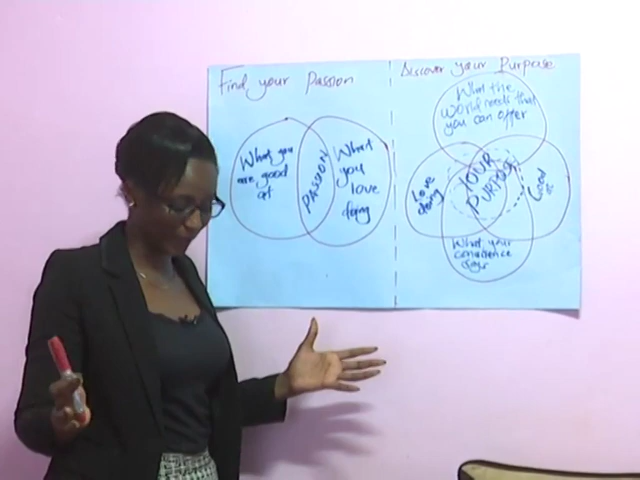 Find your Passion
What you
are good
at
PASSION
What
you
love
doing
Discover your Purpose
What the
World needs that
you can offer
Love
doing
YOUR
PURPOSE
Good
at
What your
conscience